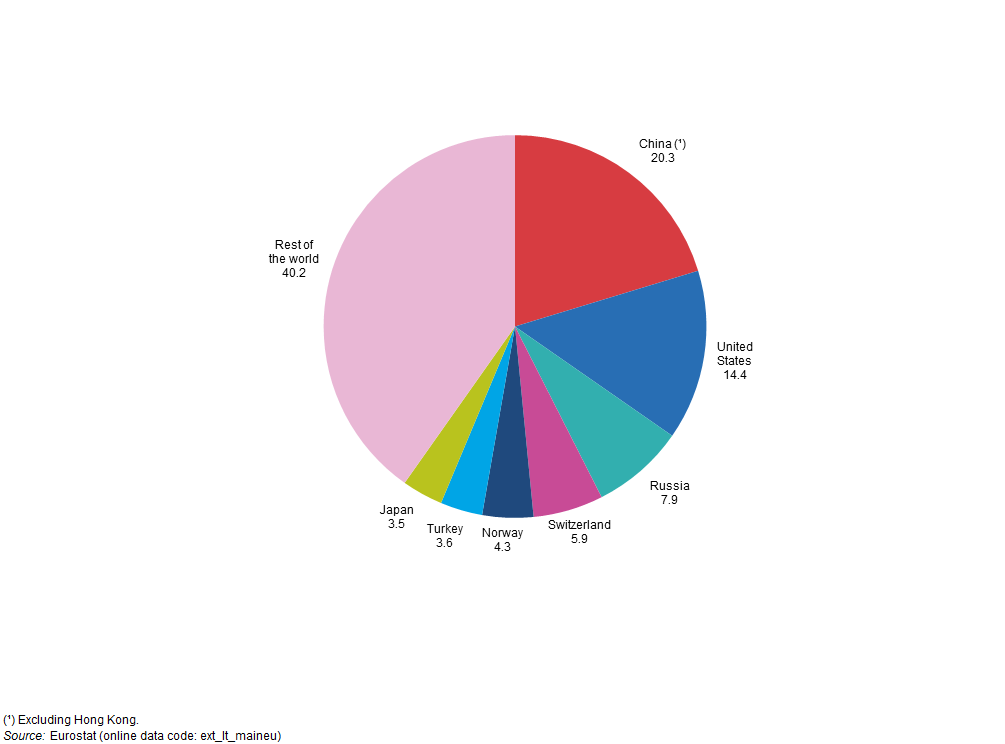 China (¹)
20.3
United
States
14.4
Russia
7.9
Switzerland
5.9
Norway
4.3
Turkey
3.6
Japan
3.5
Rest of
the world
40.2
(¹) Excluding Hong Kong.
Source: Eurostat (online data code: ext_lt_maineu)